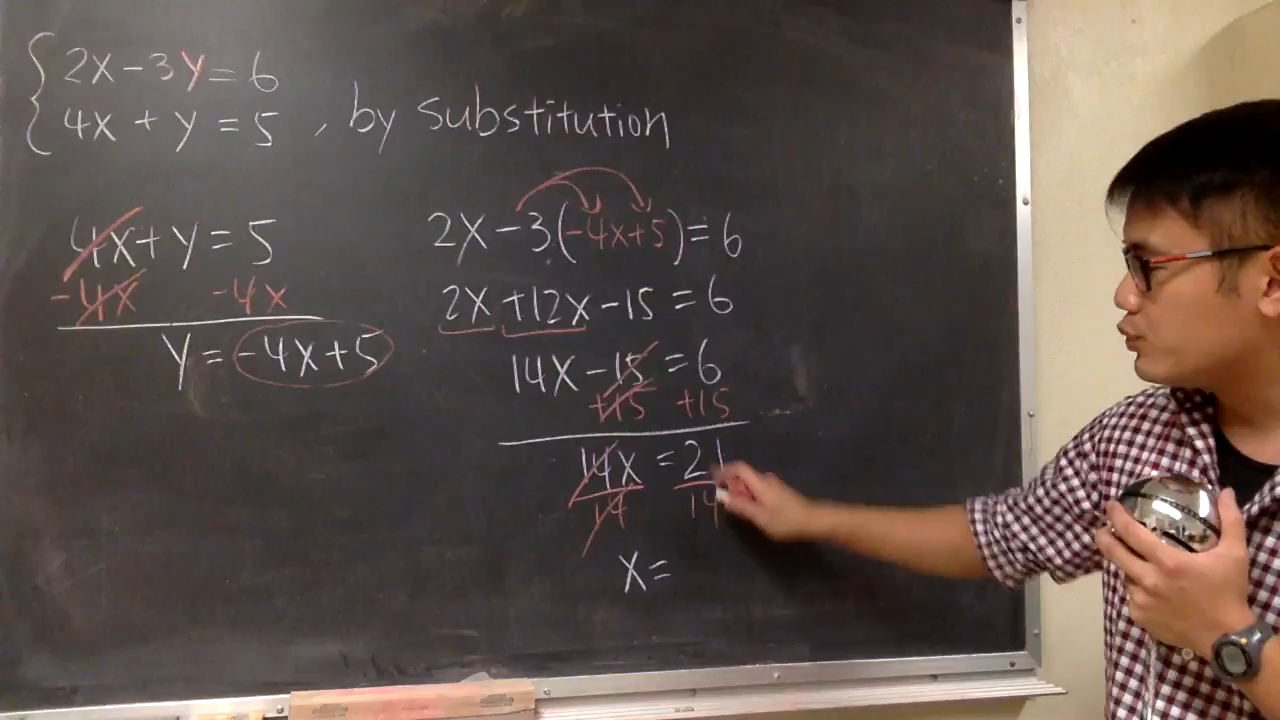 2x-3y=6
4x+y=5, by substitution
4x+y=5
-4x -4x
y=-4x+5
2x-3(-4x+5)=6
2x+12x-15=6
14x-15=6
+15 +15
14x=21
14 14
x=